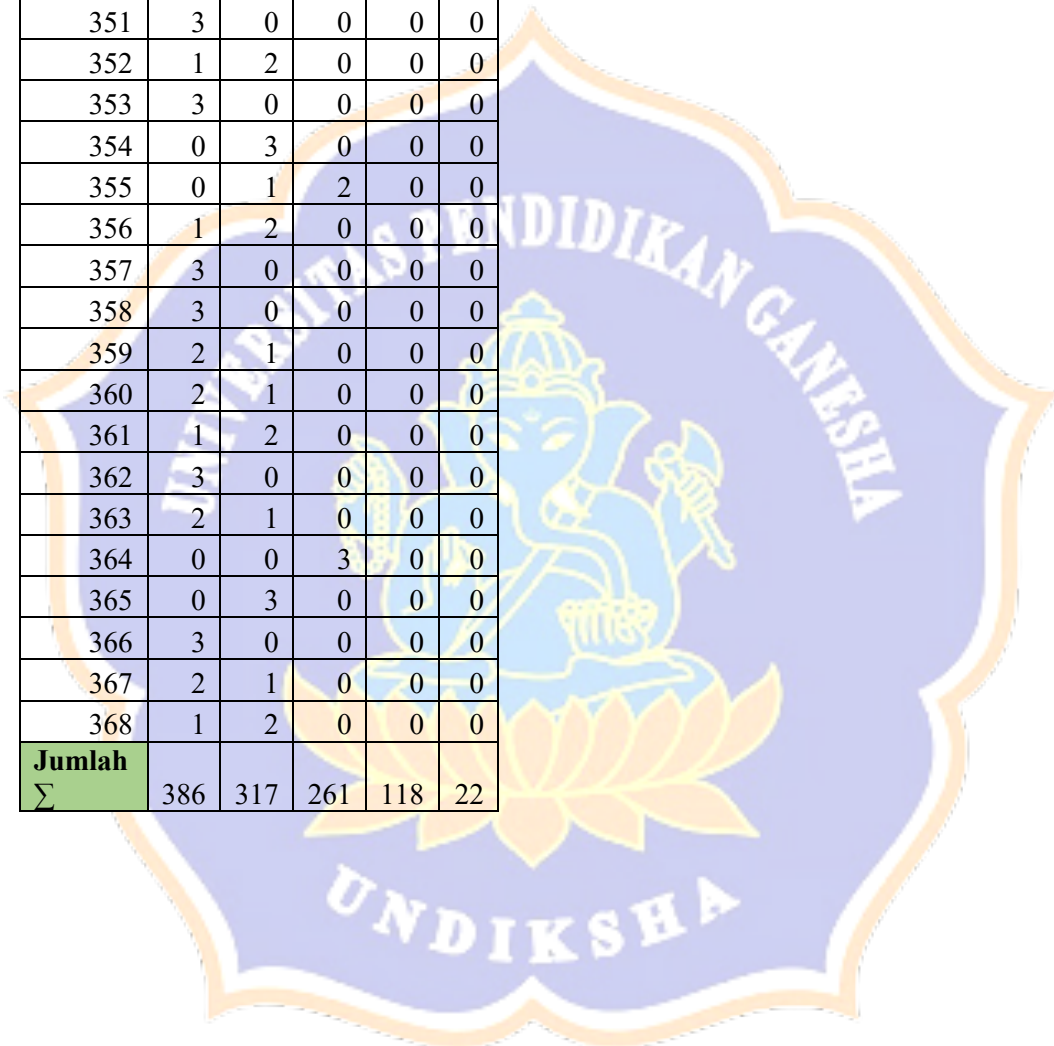 351 3 0 0 0 0
352 1 2 0 0 0
353 3 0 0 0 0
354 0 3 0 0 0
355 0 1 2 0 0
356 1 2 0 0 0
357 3 0 0 0 0
358 3 0 0 0 0
359 2 1 0 0 0
360 2 1 0 0 0
361 1 2 0 0 0
362 3 0 0 0 0
363 2 1 0 0 0
364 0 0 3 0 0
365 0 3 0 0 0
366 3 0 0 0 0
367 2 1 0 0 0
368 1 2 0 0 0
Jumlah
∑ 386 317 261 118 22
UNIVERSITAS PENDIDIKAN GANESHA
UNDIKSHA